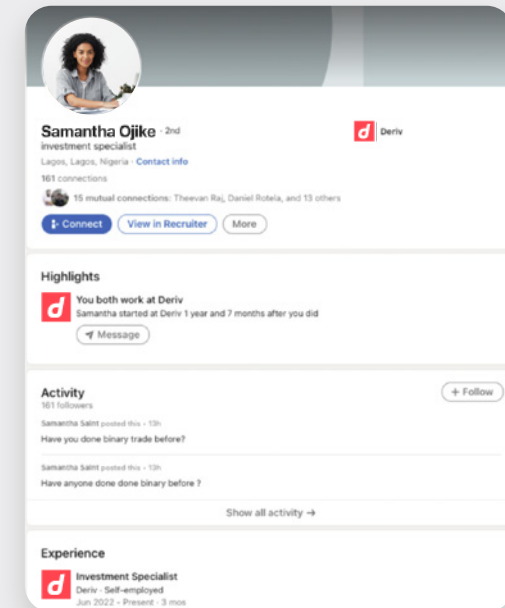 Samantha Ojike · 2nd
investment specialist
d Deriv
Lagos, Lagos, Nigeria · Contact info
161 connections
15 mutual connections: Theevan Raj, Daniel Rotela, and 13 others
Connect View in Recruiter More
Highlights
d You both work at Deriv
Samantha started at Deriv 1 year and 7 months after you did
Message
Activity
+ Follow
161 followers
Samantha Saint posted this • 13h
Have you done binary trade before?
Samantha Saint posted this • 13h
Have anyone done done binary before ?
Show all activity →
Experience
d Investment Specialist
Deriv · Self-employed
Jun 2022 - Present · 3 mos